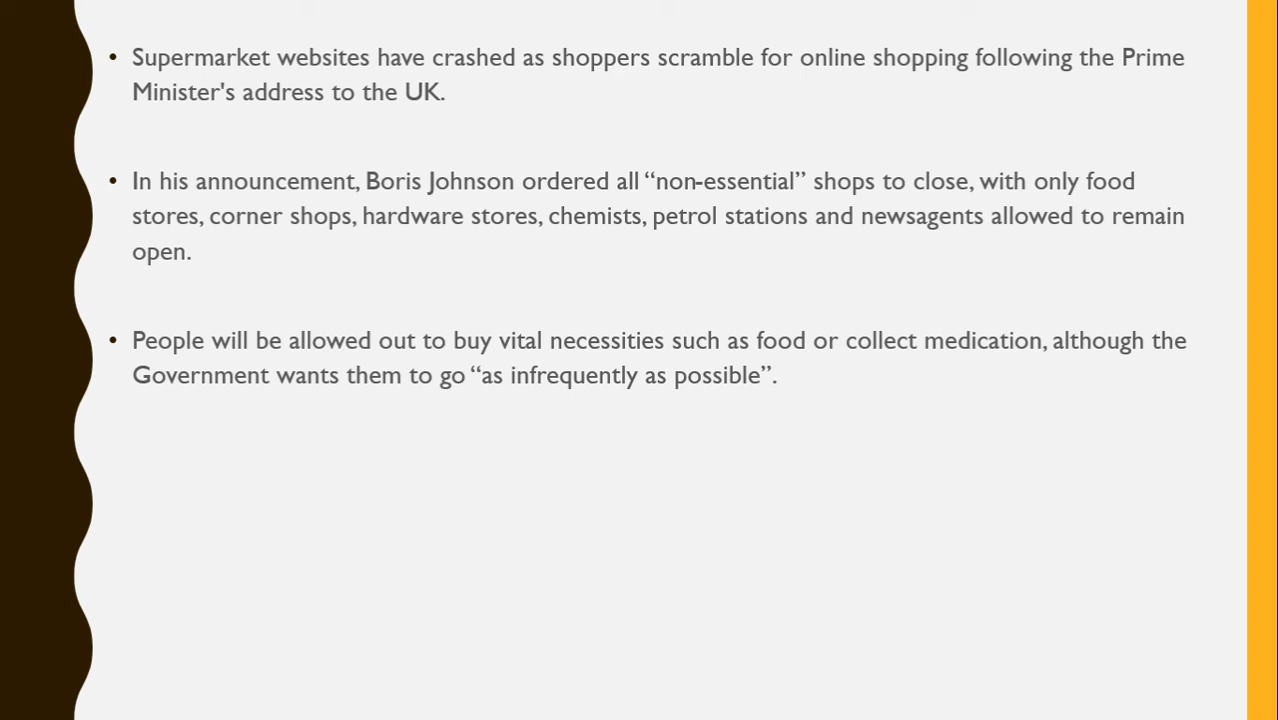 • Supermarket websites have crashed as shoppers scramble for online shopping following the Prime
Minister's address to the UK.
• In his announcement, Boris Johnson ordered all “non-essential” shops to close, with only food
stores, corner shops, hardware stores, chemists, petrol stations and newsagents allowed to remain
open.
• People will be allowed out to buy vital necessities such as food or collect medication, although the
Government wants them to go “as infrequently as possible”.